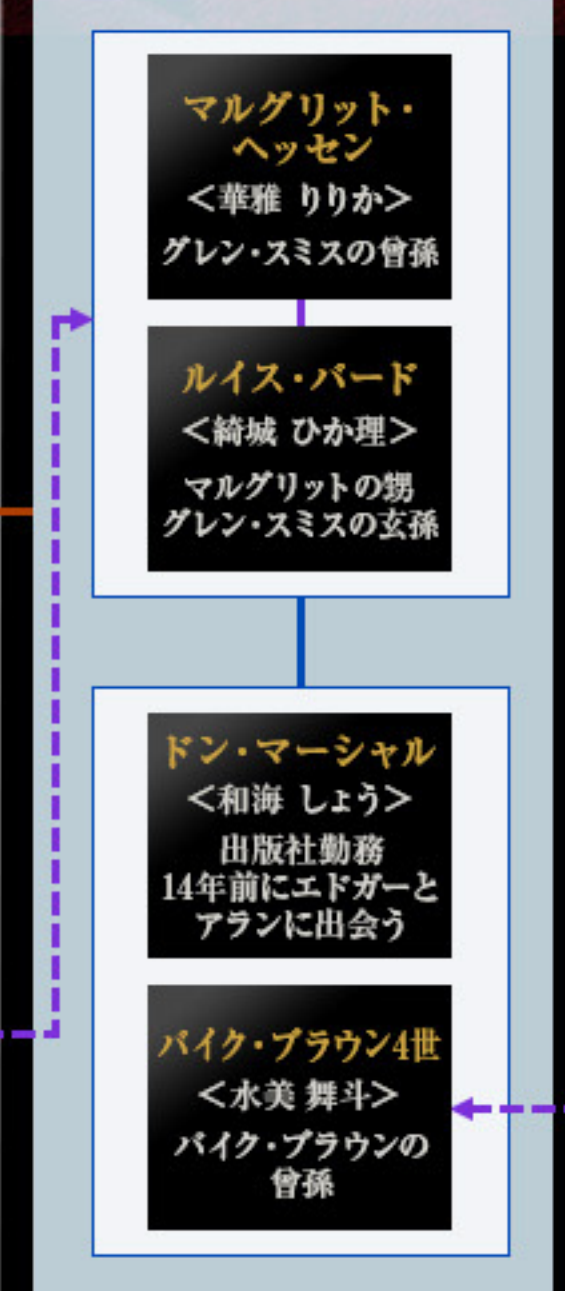 マルグリット・
ヘッセン
＜華雅 りりか＞
グレン・スミスの曾孫
ルイス・バード
＜綺城 ひか理＞
マルグリットの甥
グレン・スミスの玄孫
ドン・マーシャル
＜和海 しょう＞
出版社勤務
14年前にエドガーと
アランに出会う
バイク・ブラウン4世
＜水美 舞斗＞
バイク・ブラウンの
曾孫